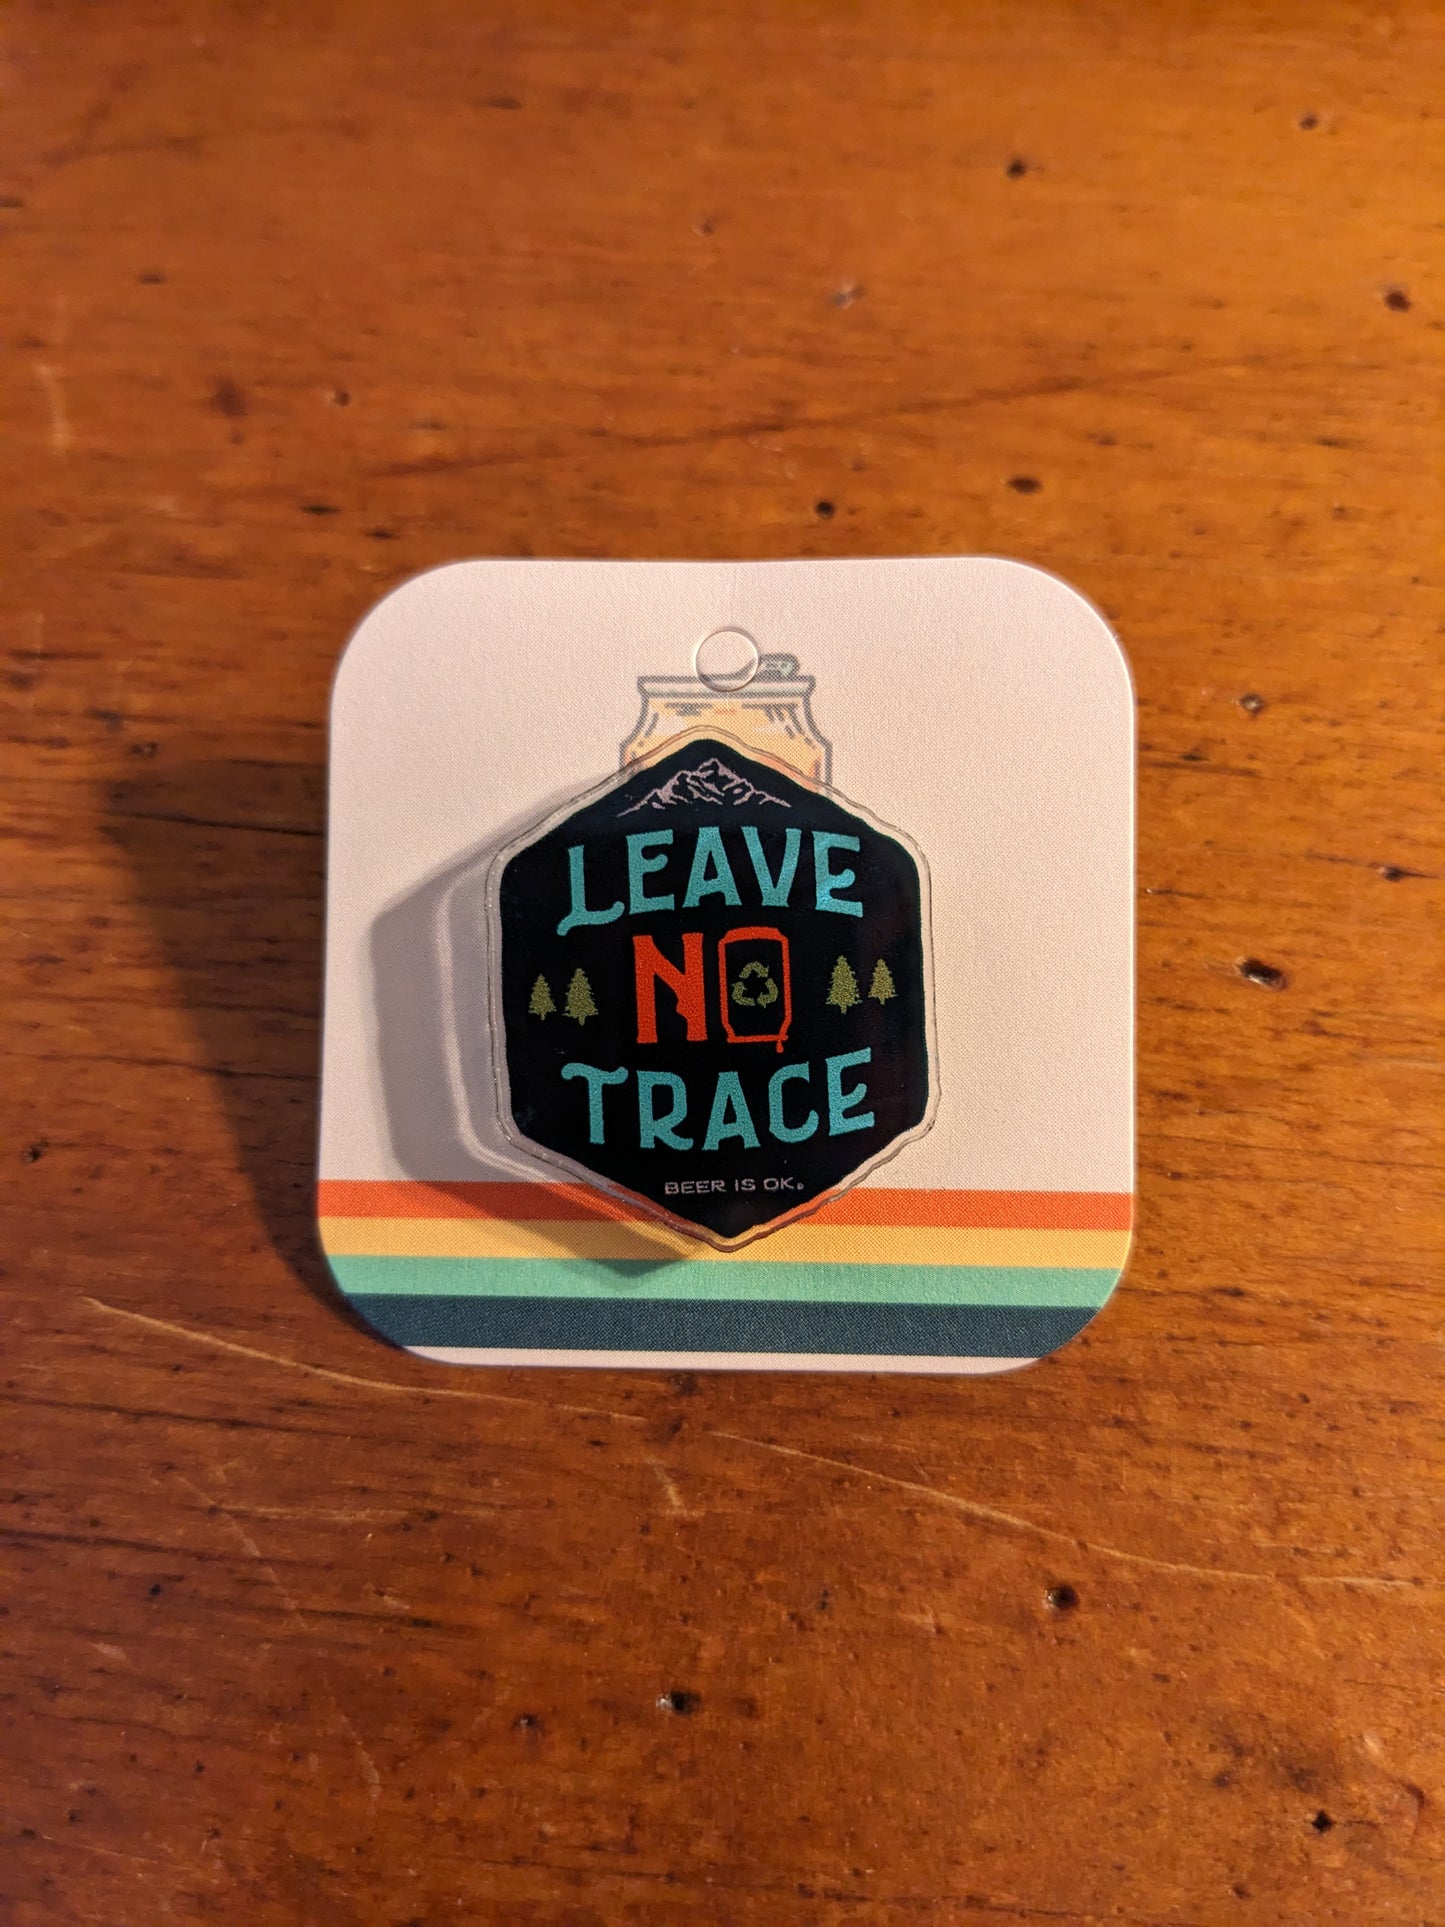 LEAVE
NO
TRACE
BEER IS OK.